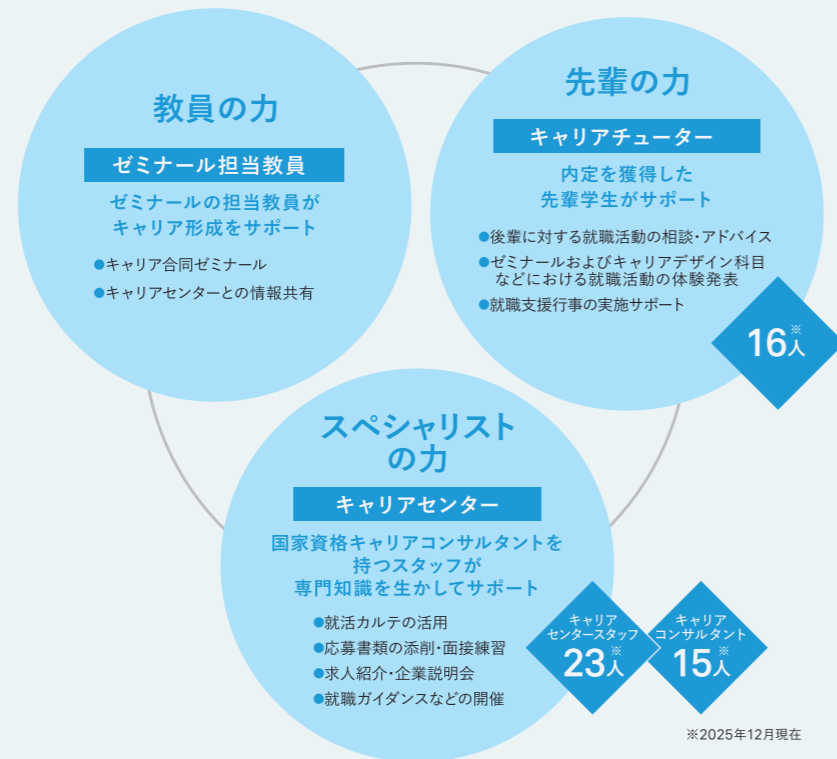 教員の力
ゼミナール担当教員
ゼミナールの担当教員が
キャリア形成をサポート
●キャリア合同ゼミナール
●キャリアセンターとの情報共有
先輩の力
キャリアチューター
内定を獲得した
先輩学生がサポート
●後輩に対する就職活動の相談・アドバイス
●ゼミナールおよびキャリアデザイン科目
などにおける就職活動の体験発表
●就職支援行事の実施サポート
16人※
スペシャリスト
の力
キャリアセンター
国家資格キャリアコンサルタントを
持つスタッフが
専門知識を生かしてサポート
●就活カルテの活用
●応募書類の添削・面接練習
●求人紹介・企業説明会
●就職ガイダンスなどの開催
キャリア
センタースタッフ
23人※
キャリア
コンサルタント
15人※
※2025年12月現在